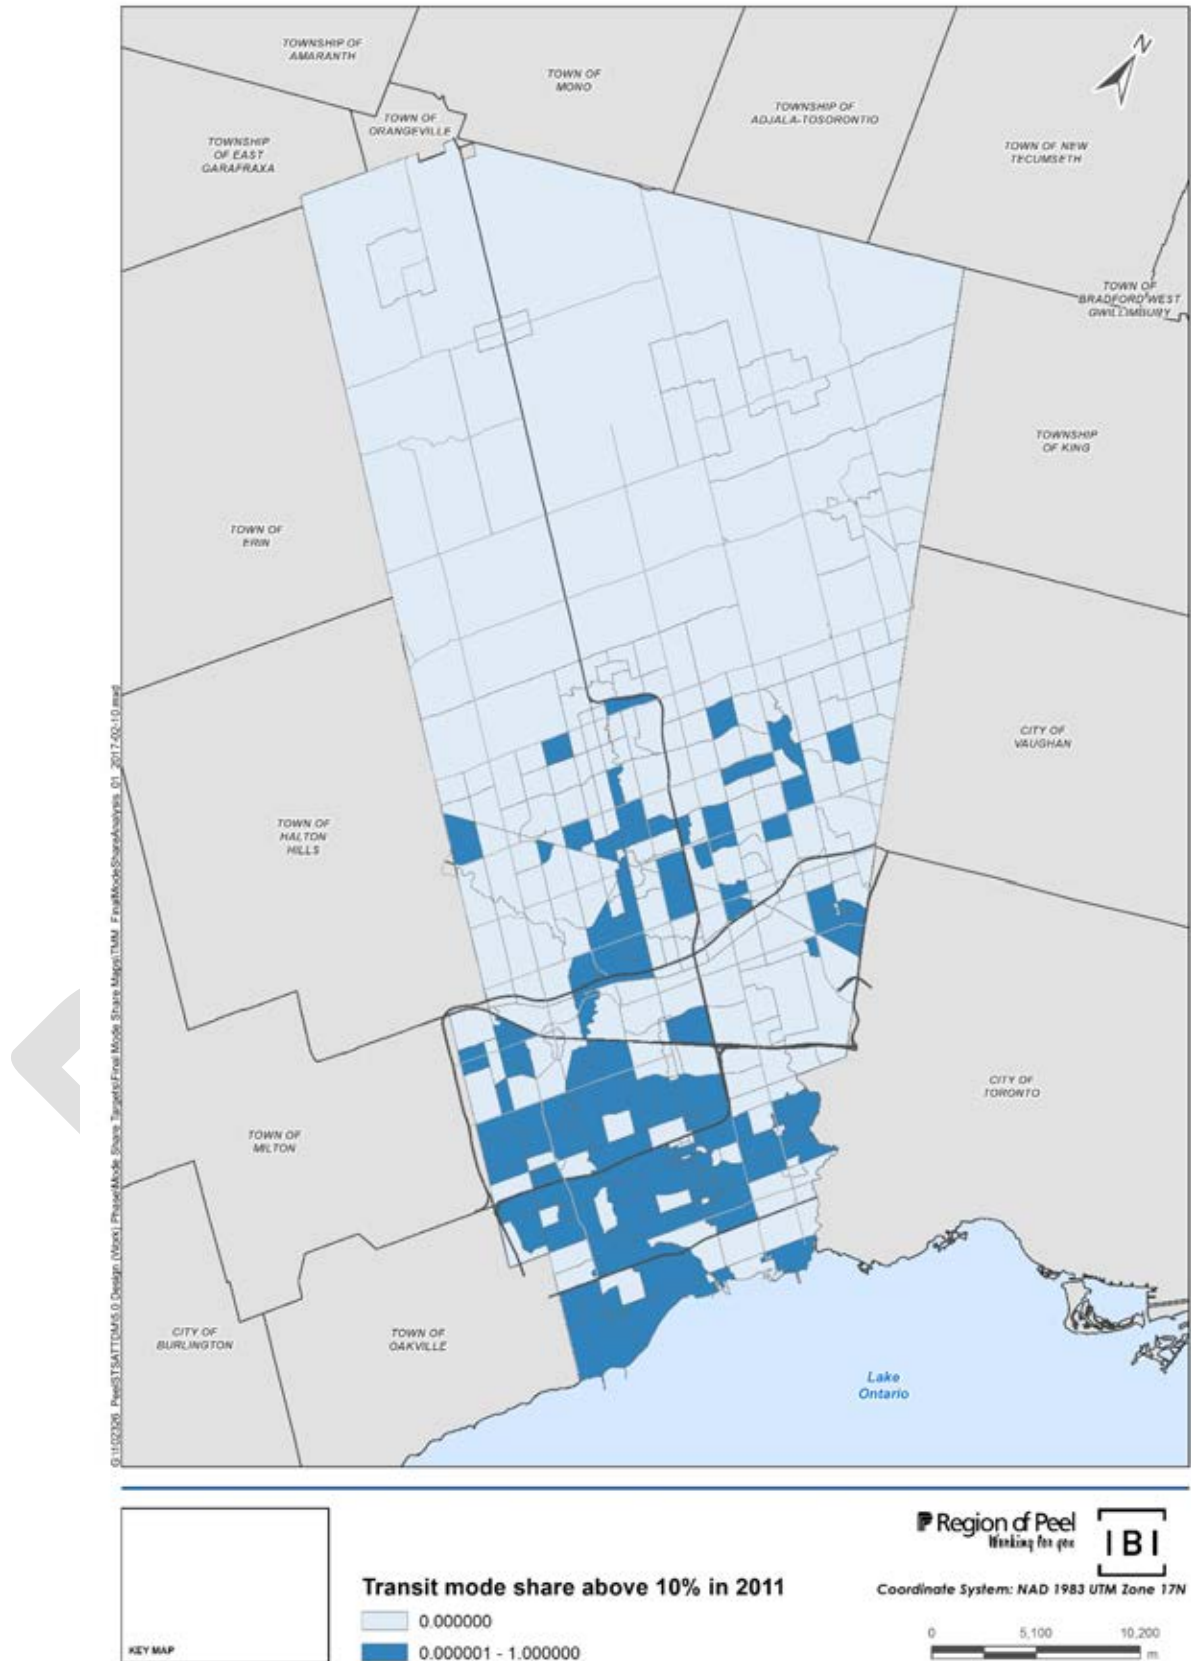 TOWNSHIP OF
AMARANTH
TOWN OF
MONO
N
TOWN OF
ORANGEVILLE
TOWNSHIP OF
ADJALA-TOSORONTIO
TOWNSHIP
OF EAST
GARAFRAXA
TOWN OF NEW
TECUMSETH
TOWN OF
BRADFORD WEST
GWILLIMBURY
TOWNSHIP
OF KING
TOWN OF
ERIN
CITY OF
VAUGHAN
TOWN OF
HALTON
HILLS
CITY OF
TORONTO
TOWN OF
MILTON
CITY OF
BURLINGTON
TOWN OF
OAKVILLE
Lake
Ontario
Region of Peel
Working for you
IBI
Transit mode share above 10% in 2011
Coordinate System: NAD 1983 UTM Zone 17N
0.000000
0.000001 - 1.000000
0 5,100 10,200
m
KEY MAP